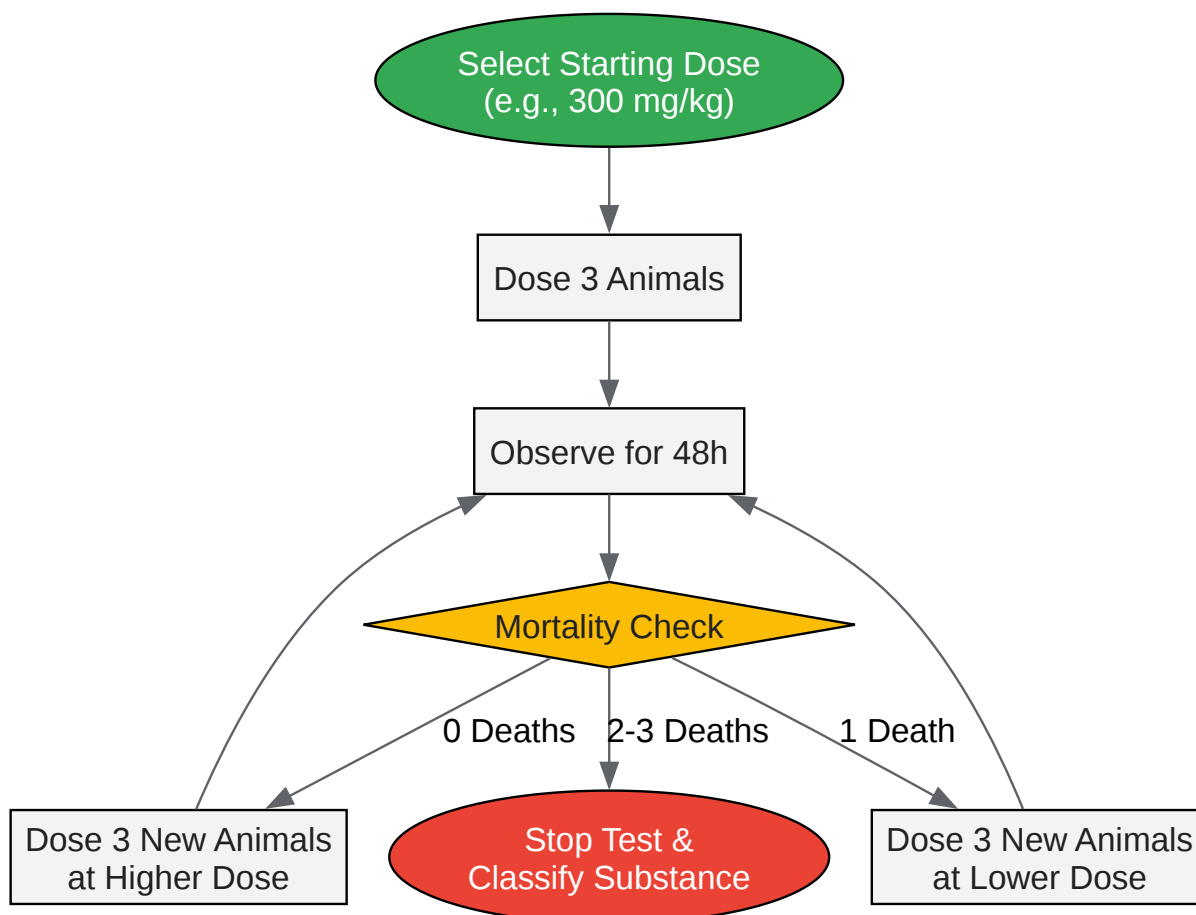 Select Starting Dose
(e.g., 300 mg/kg)
Dose 3 Animals
Observe for 48h
Mortality Check
0 Deaths
2-3 Deaths
1 Death
Dose 3 New Animals
at Higher Dose
Stop Test &
Classify Substance
Dose 3 New Animals
at Lower Dose